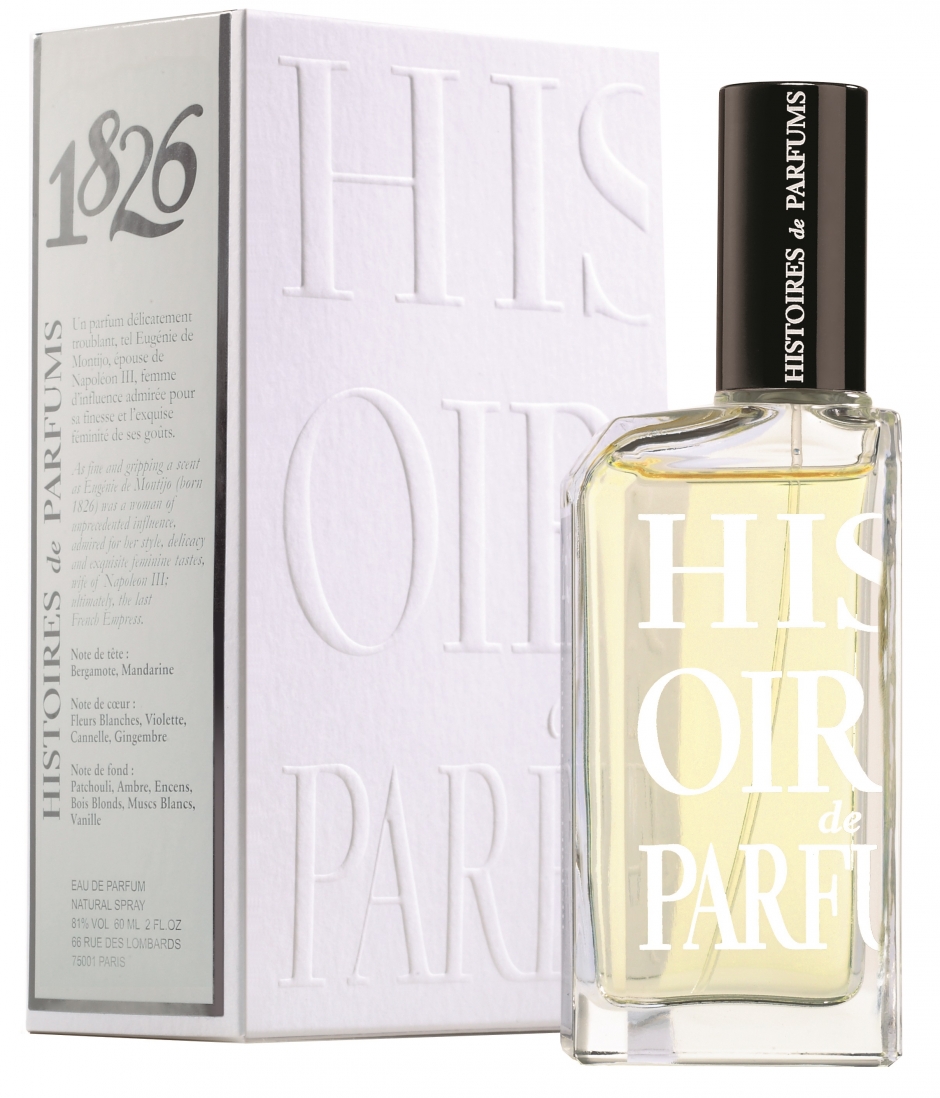 1826
HISTOIRES de PARFUMS
Un parfum délicatement
troublant, tel Eugénie de
Montijo, épouse de
Napoléon III, femme
d'influence admirée pour
sa finesse et l'exquise
féminité de ses goûts.
As fine and gripping a scent
as Eugénie de Montijo (born
1826) was a woman of
unprecedented influence,
admired for her style, delicacy
and exquisite feminine tastes,
wife of Napoleon III:
ultimately, the last
French Empress.
Note de tête :
Bergamote, Mandarine
Note de cœur :
Fleurs Blanches, Violette,
Cannelle, Gingembre
Note de fond :
Patchouli, Ambre, Encens,
Bois Blonds, Muscs Blancs,
Vanille
EAU DE PARFUM
NATURAL SPRAY
81% VOL 60 ML 2 FL.OZ
66 RUE DES LOMBARDS
75001 PARIS
HIS
OIR
PAR
HISTOIRES de PARFUMS
HIS
OIR
de
PARFU